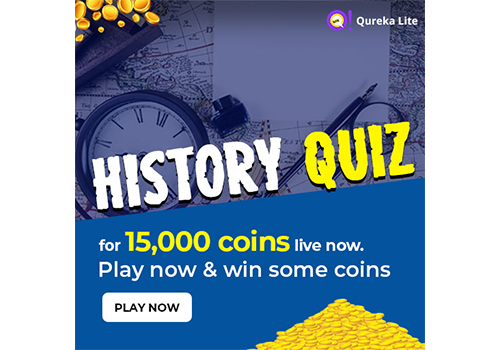 Qureka Lite
HISTORY QUIZ
for 15,000 coins live now.
Play now & win some coins
PLAY NOW